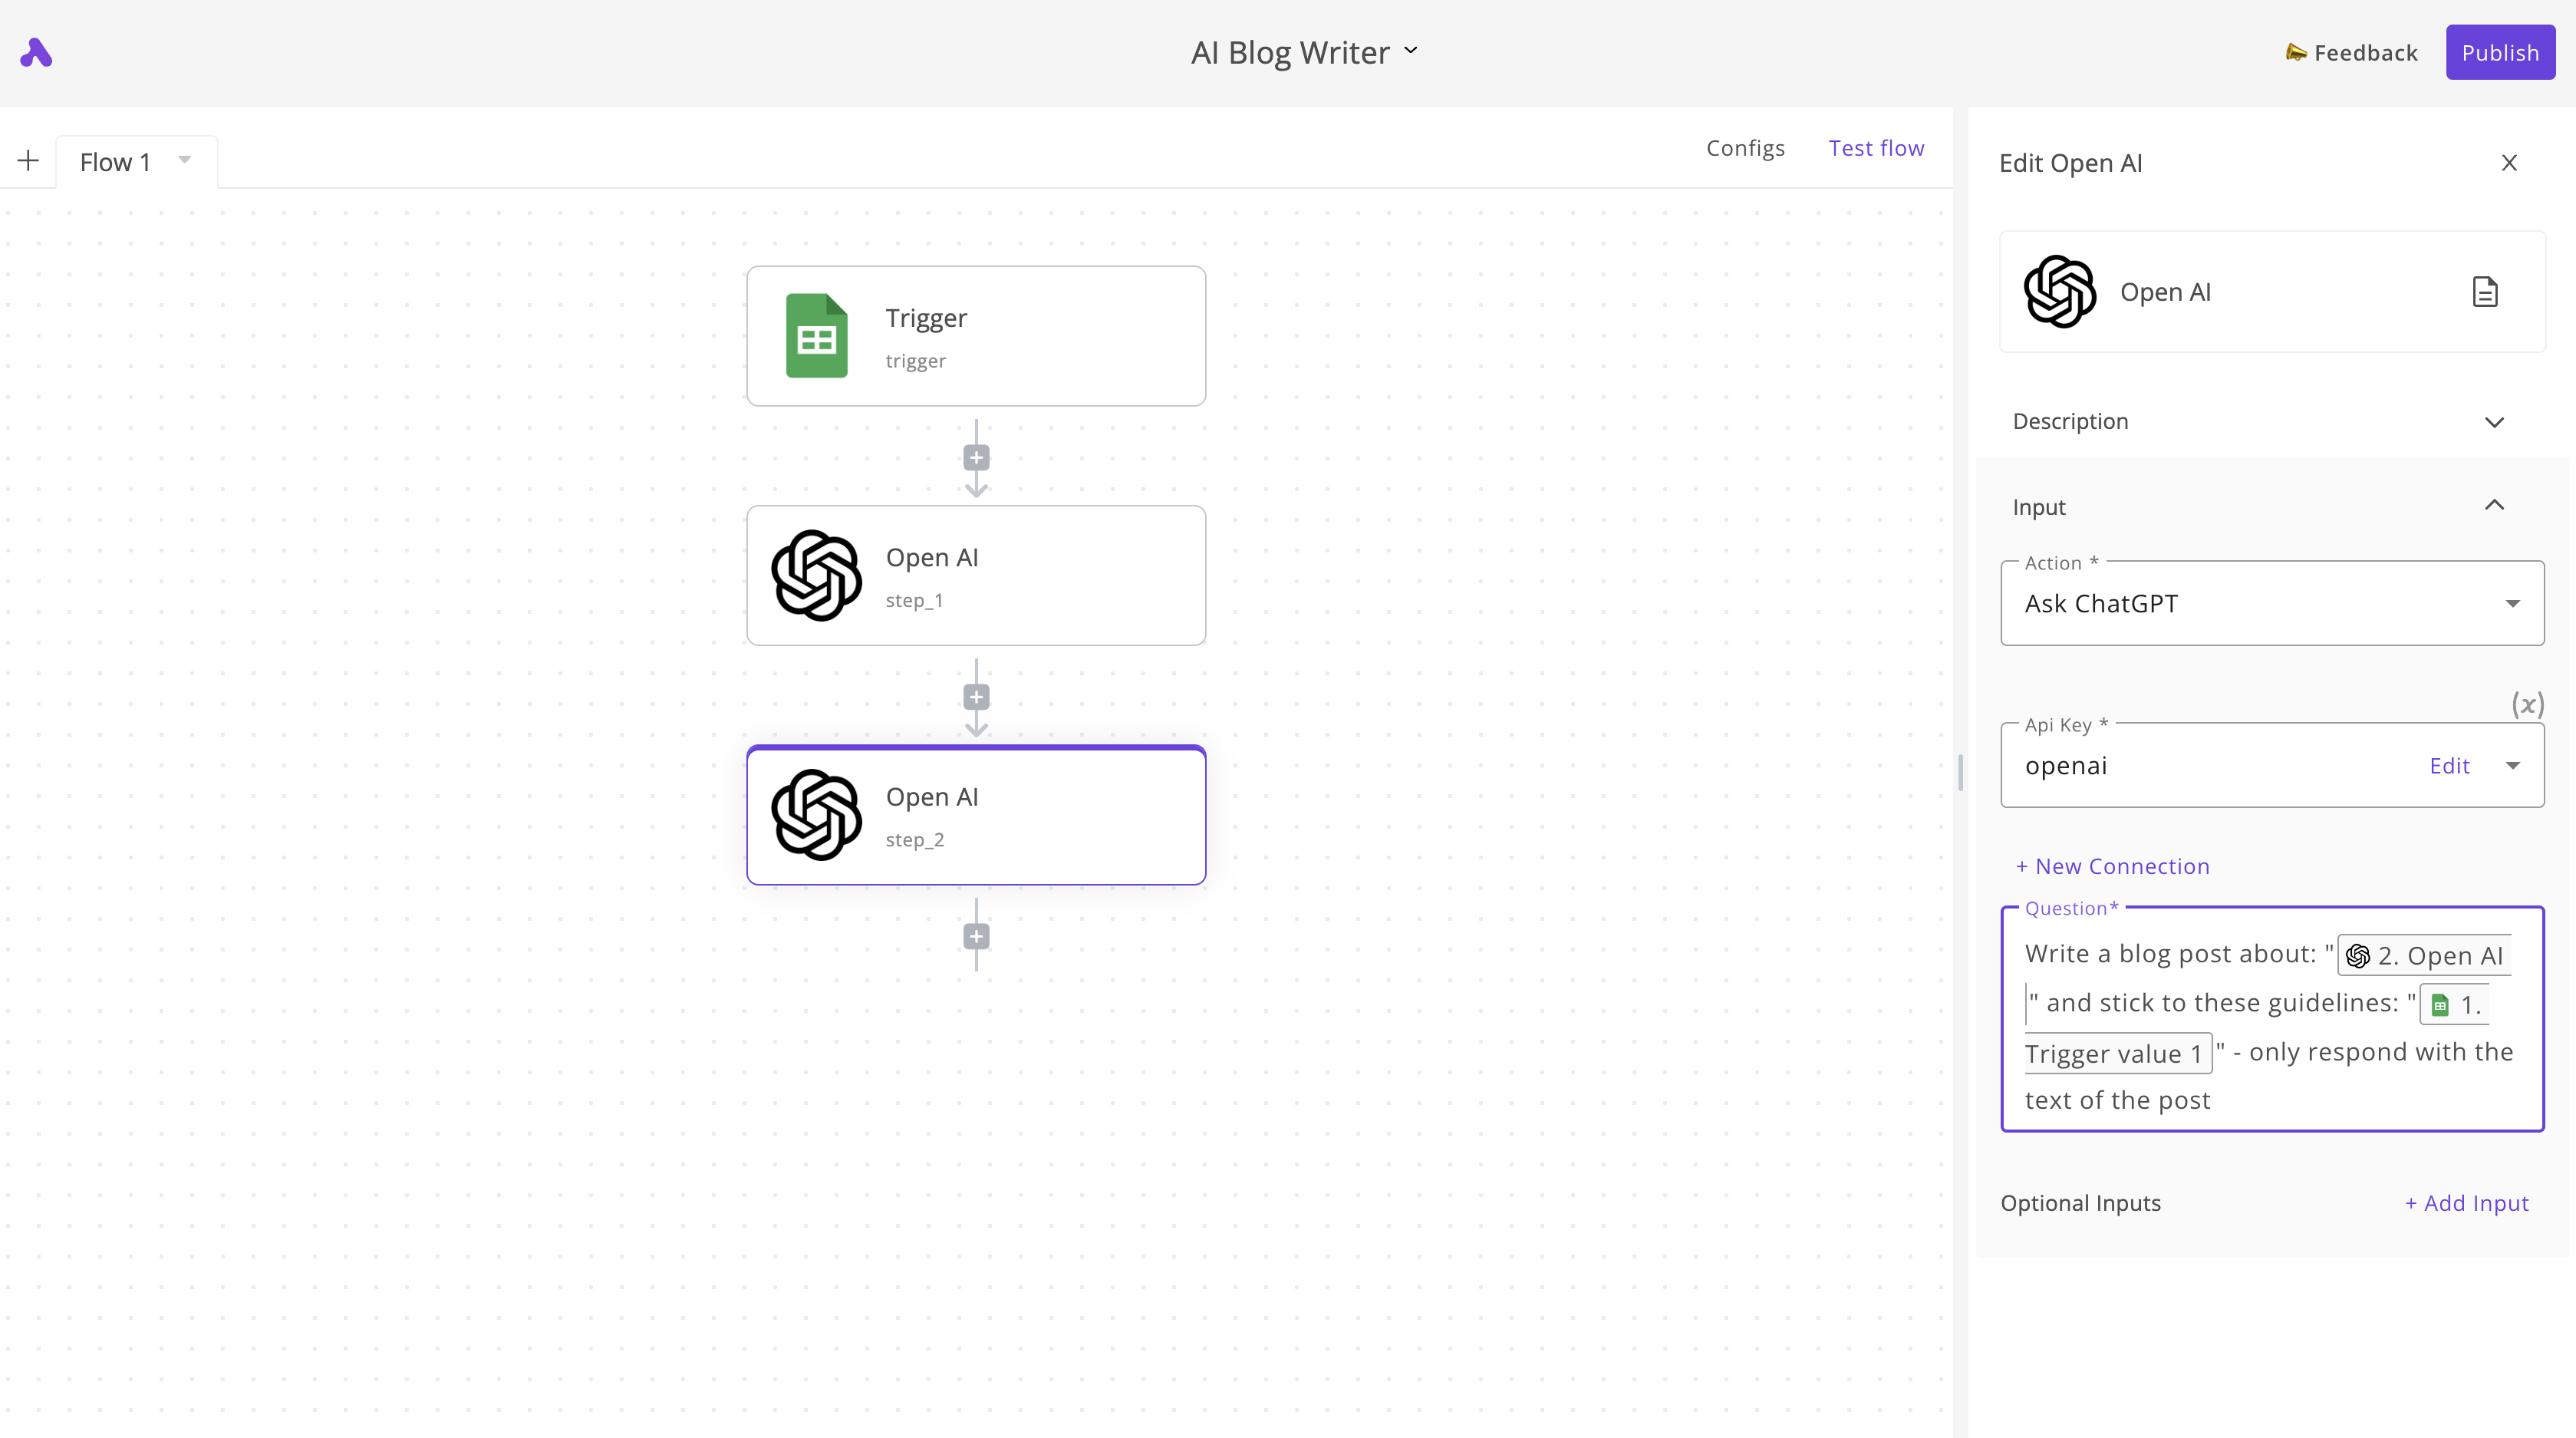 AI Blog Writer
Feedback
Publish
Flow 1
Configs
Test flow
Trigger
trigger
Open AI
step_1
Open AI
step_2
Edit Open AI
Open AI
Description
Input
Action *
Ask ChatGPT
(x)
Api Key *
openai
Edit
+ New Connection
Question*
Write a blog post about: "2. Open AI
" and stick to these guidelines: "1.
Trigger value 1" - only respond with the
text of the post
Optional Inputs
+ Add Input